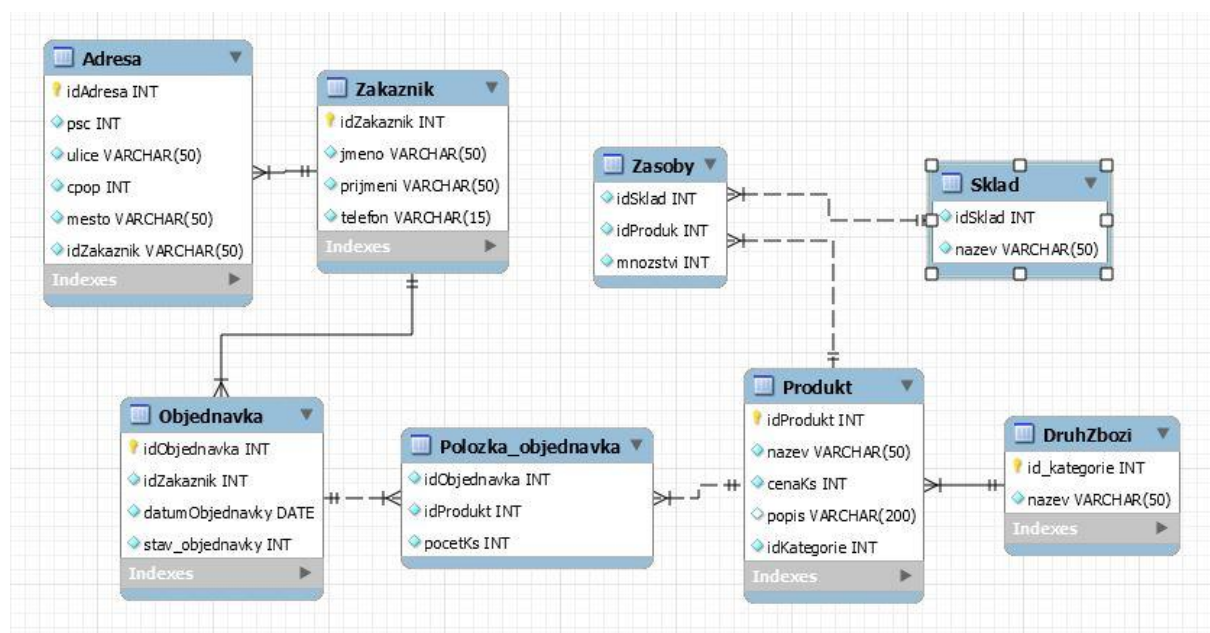 Adresa
idAdresa INT
psc INT
ulice VARCHAR(50)
cpop INT
mesto VARCHAR(50)
idZakaznik VARCHAR(50)
Indexes
Zakaznik
idZakaznik INT
jmeno VARCHAR(50)
prijmeni VARCHAR(50)
telefon VARCHAR(15)
Indexes
Zasoby
idSklad INT
idProduk INT
mnozstvi INT
Sklad
idSklad INT
nazev VARCHAR(50)
Objednavka
idObjednavka INT
idZakaznik INT
datumObjednavky DATE
stav_objednavky INT
Indexes
Polozka_objednavka
idObjednavka INT
idProdukt INT
pocetKs INT
Produkt
idProdukt INT
nazev VARCHAR(50)
cenaKs INT
popis VARCHAR(200)
idKategorie INT
Indexes
DruhZbozi
id_kategorie INT
nazev VARCHAR(50)
Indexes